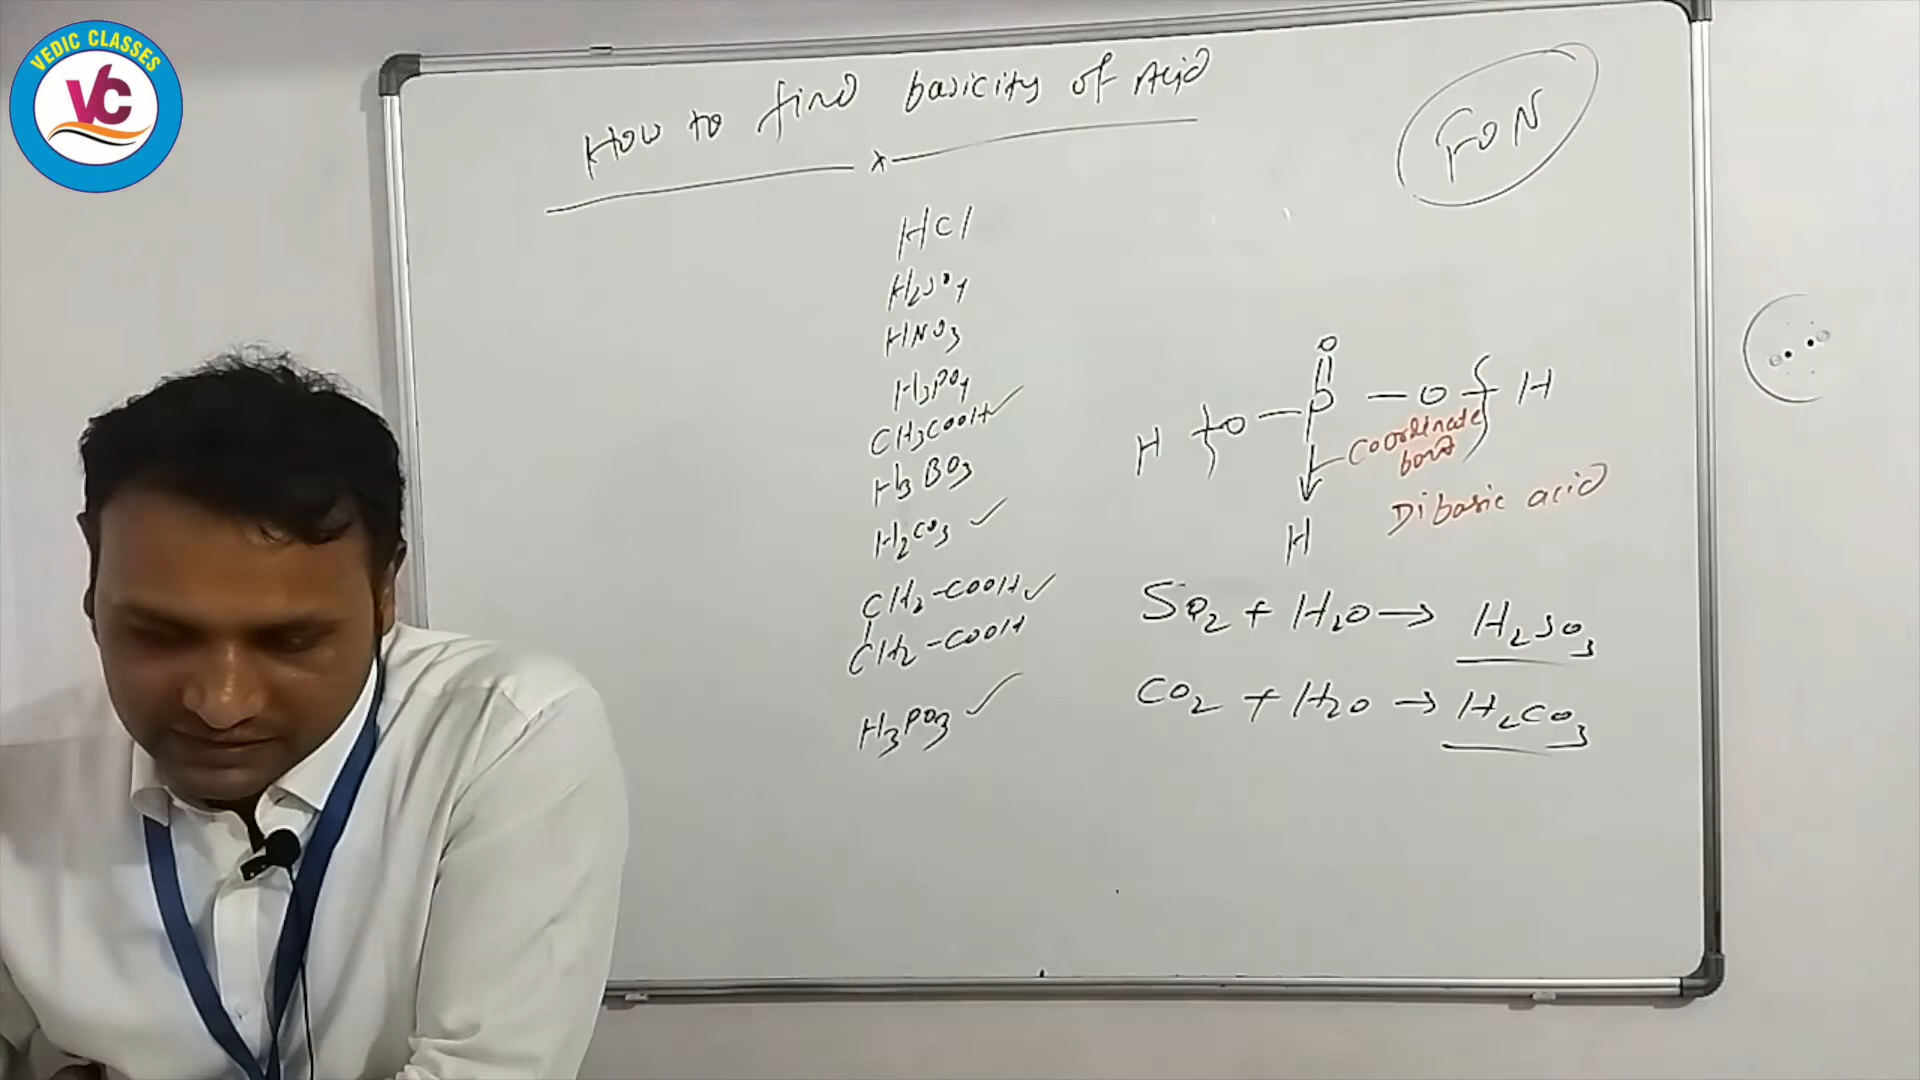 VEDIC CLASSES
VC
How to find basicity of Acid
x
FON
HCl
H2SO4
HNO3
H3PO4
CH3COOH ✓
H3BO3
H2CO3 ✓
CH2-COOH ✓
CH2-COOH
H3PO3 ✓
O
H O P O H
Coordinate
bond
H
Dibasic acid
SO2 + H2O → H2SO3
CO2 + H2O → H2CO3